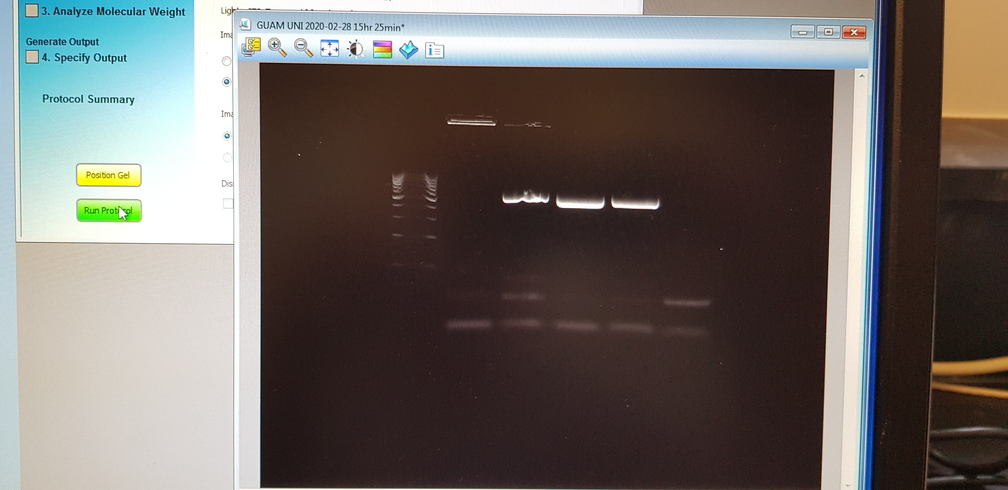 3. Analyze Molecular Weight
Generate Output
4. Specify Output
Protocol Summary
Position Gel
Run
GUAM UNI 2020-02-28 15hr 25min*